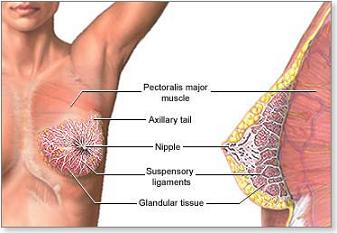 Pectoralis major
muscle
Axillary tail
Nipple
Suspensory
ligaments
Glandular tissue